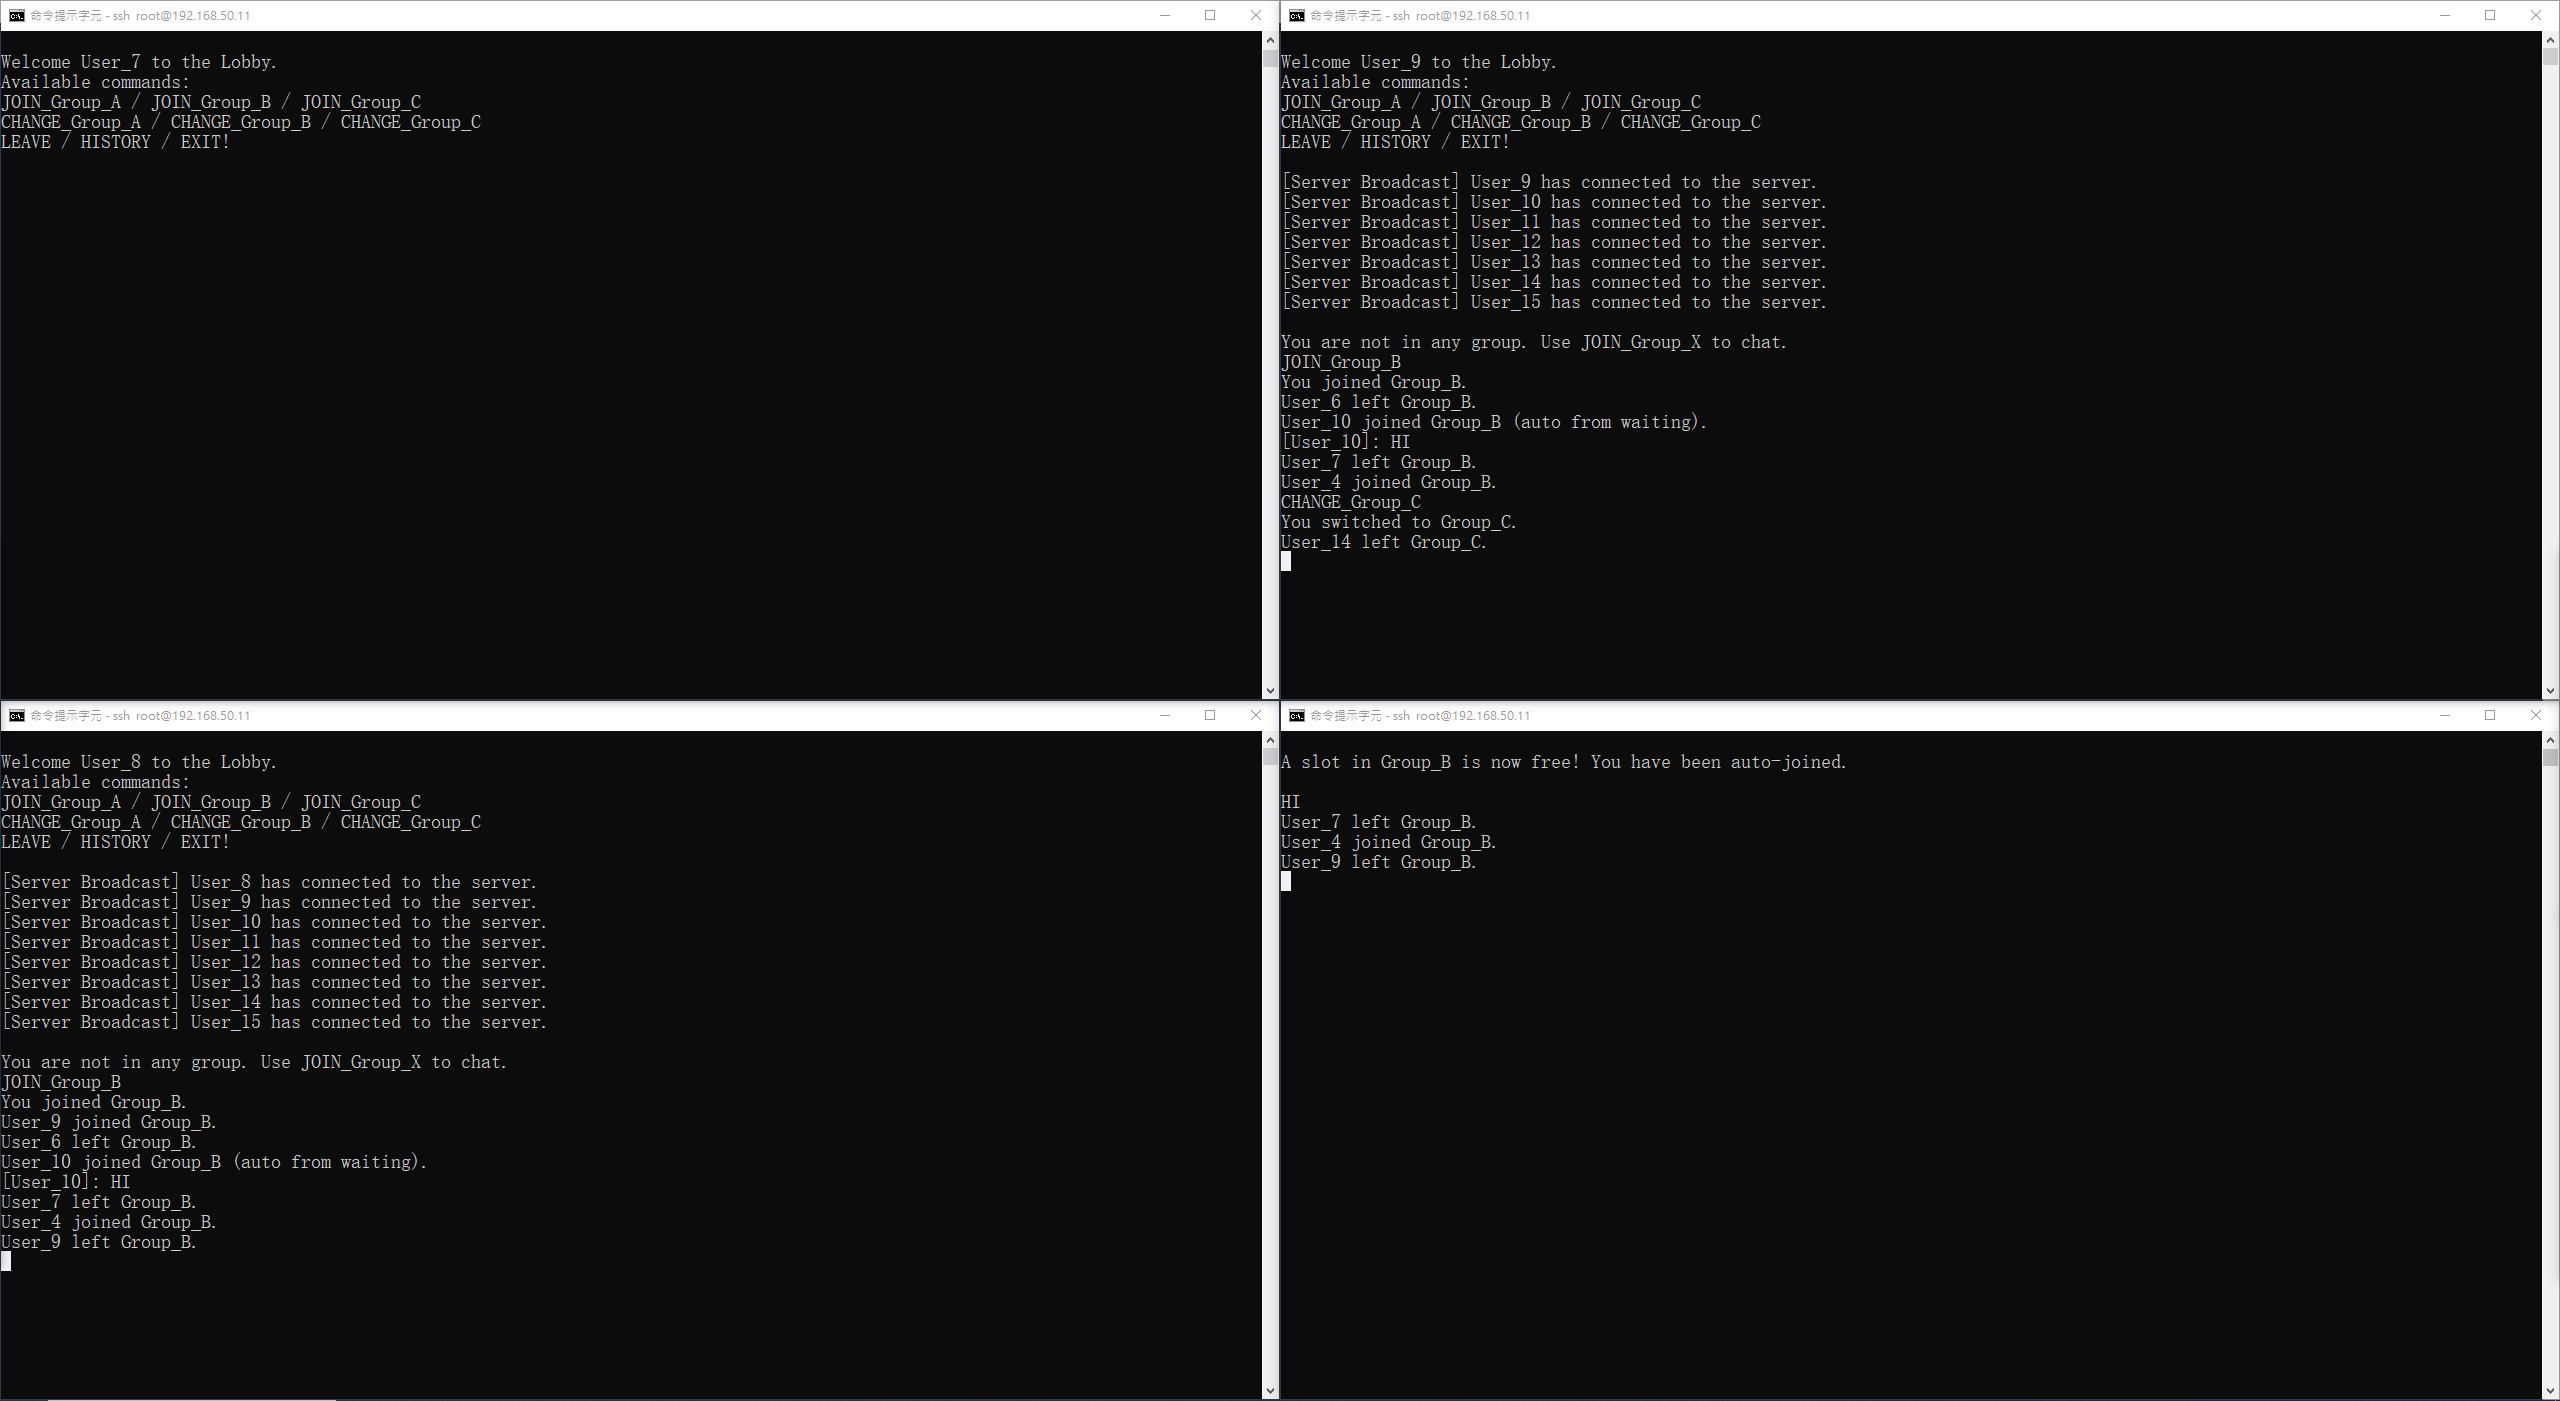 命令提示字元 - ssh root@192.168.50.11
Welcome User_7 to the Lobby.
Available commands:
JOIN_Group_A / JOIN_Group_B / JOIN_Group_C
CHANGE_Group_A / CHANGE_Group_B / CHANGE_Group_C
LEAVE / HISTORY / EXIT!
命令提示字元 - ssh root@192.168.50.11
Welcome User_9 to the Lobby.
Available commands:
JOIN_Group_A / JOIN_Group_B / JOIN_Group_C
CHANGE_Group_A / CHANGE_Group_B / CHANGE_Group_C
LEAVE / HISTORY / EXIT!
[Server Broadcast] User_9 has connected to the server.
[Server Broadcast] User_10 has connected to the server.
[Server Broadcast] User_11 has connected to the server.
[Server Broadcast] User_12 has connected to the server.
[Server Broadcast] User_13 has connected to the server.
[Server Broadcast] User_14 has connected to the server.
[Server Broadcast] User_15 has connected to the server.
You are not in any group. Use JOIN_Group_X to chat.
JOIN_Group_B
You joined Group_B.
User_6 left Group_B.
User_10 joined Group_B (auto from waiting).
[User_10]: HI
User_7 left Group_B.
User_4 joined Group_B.
CHANGE_Group_C
You switched to Group_C.
User_14 left Group_C.
命令提示字元 - ssh root@192.168.50.11
Welcome User_8 to the Lobby.
Available commands:
JOIN_Group_A / JOIN_Group_B / JOIN_Group_C
CHANGE_Group_A / CHANGE_Group_B / CHANGE_Group_C
LEAVE / HISTORY / EXIT!
[Server Broadcast] User_8 has connected to the server.
[Server Broadcast] User_9 has connected to the server.
[Server Broadcast] User_10 has connected to the server.
[Server Broadcast] User_11 has connected to the server.
[Server Broadcast] User_12 has connected to the server.
[Server Broadcast] User_13 has connected to the server.
[Server Broadcast] User_14 has connected to the server.
[Server Broadcast] User_15 has connected to the server.
You are not in any group. Use JOIN_Group_X to chat.
JOIN_Group_B
You joined Group_B.
User_9 joined Group_B.
User_6 left Group_B.
User_10 joined Group_B (auto from waiting).
[User_10]: HI
User_7 left Group_B.
User_4 joined Group_B.
User_9 left Group_B.
命令提示字元 - ssh root@192.168.50.11
A slot in Group_B is now free! You have been auto-joined.
HI
User_7 left Group_B.
User_4 joined Group_B.
User_9 left Group_B.